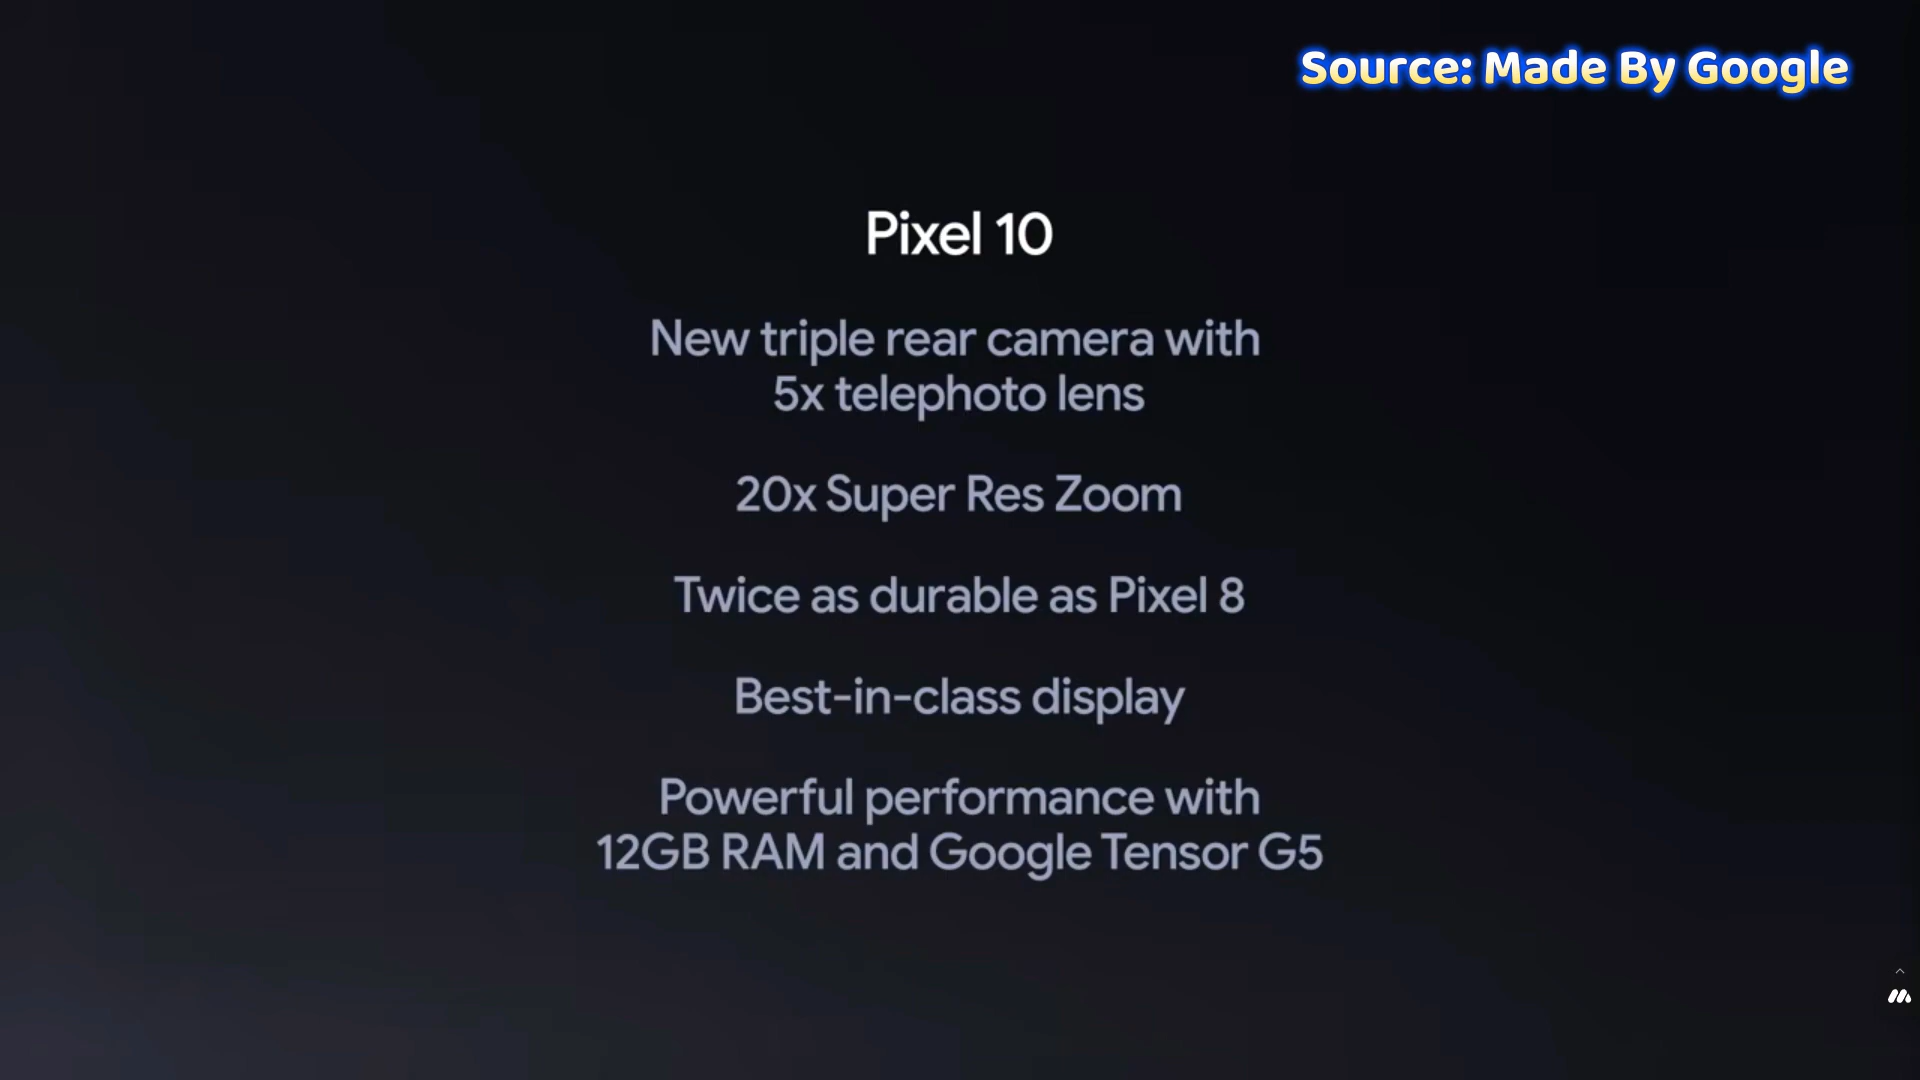 Source: Made By Google
Pixel 10
New triple rear camera with
5x telephoto lens
20x Super Res Zoom
Twice as durable as Pixel 8
Best-in-class display
Powerful performance with
12GB RAM and Google Tensor G5